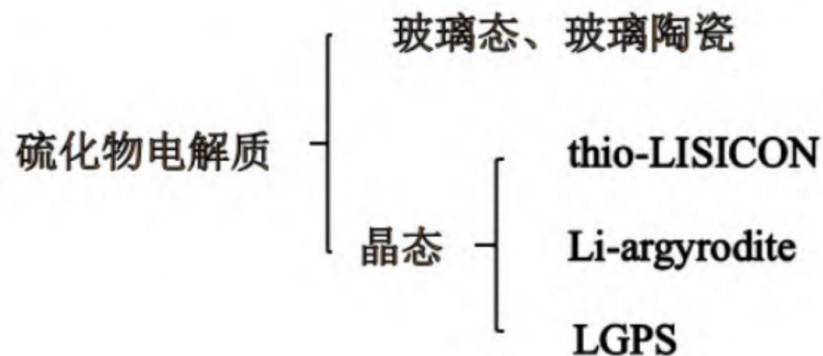 玻璃态、玻璃陶瓷
硫化物电解质
thio-LISICON
晶态
Li-argyrodite
LGPS